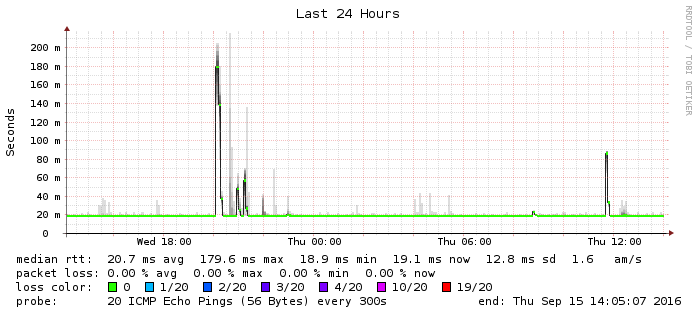 Last 24 Hours
RRDTOOL / TOBI OETIKER
Seconds
200 m
180 m
160 m
140 m
120 m
100 m
80 m
60 m
40 m
20 m
0
Wed 18:00 Thu 00:00 Thu 06:00 Thu 12:00
median rtt: 20.7 ms avg 179.6 ms max 18.9 ms min 19.1 ms now 12.8 ms sd 1.6 am/s
packet loss: 0.00 % avg 0.00 % max 0.00 % min 0.00 % now
loss color: 0 1/20 2/20 3/20 4/20 10/20 19/20
probe: 20 ICMP Echo Pings (56 Bytes) every 300s end: Thu Sep 15 14:05:07 2016